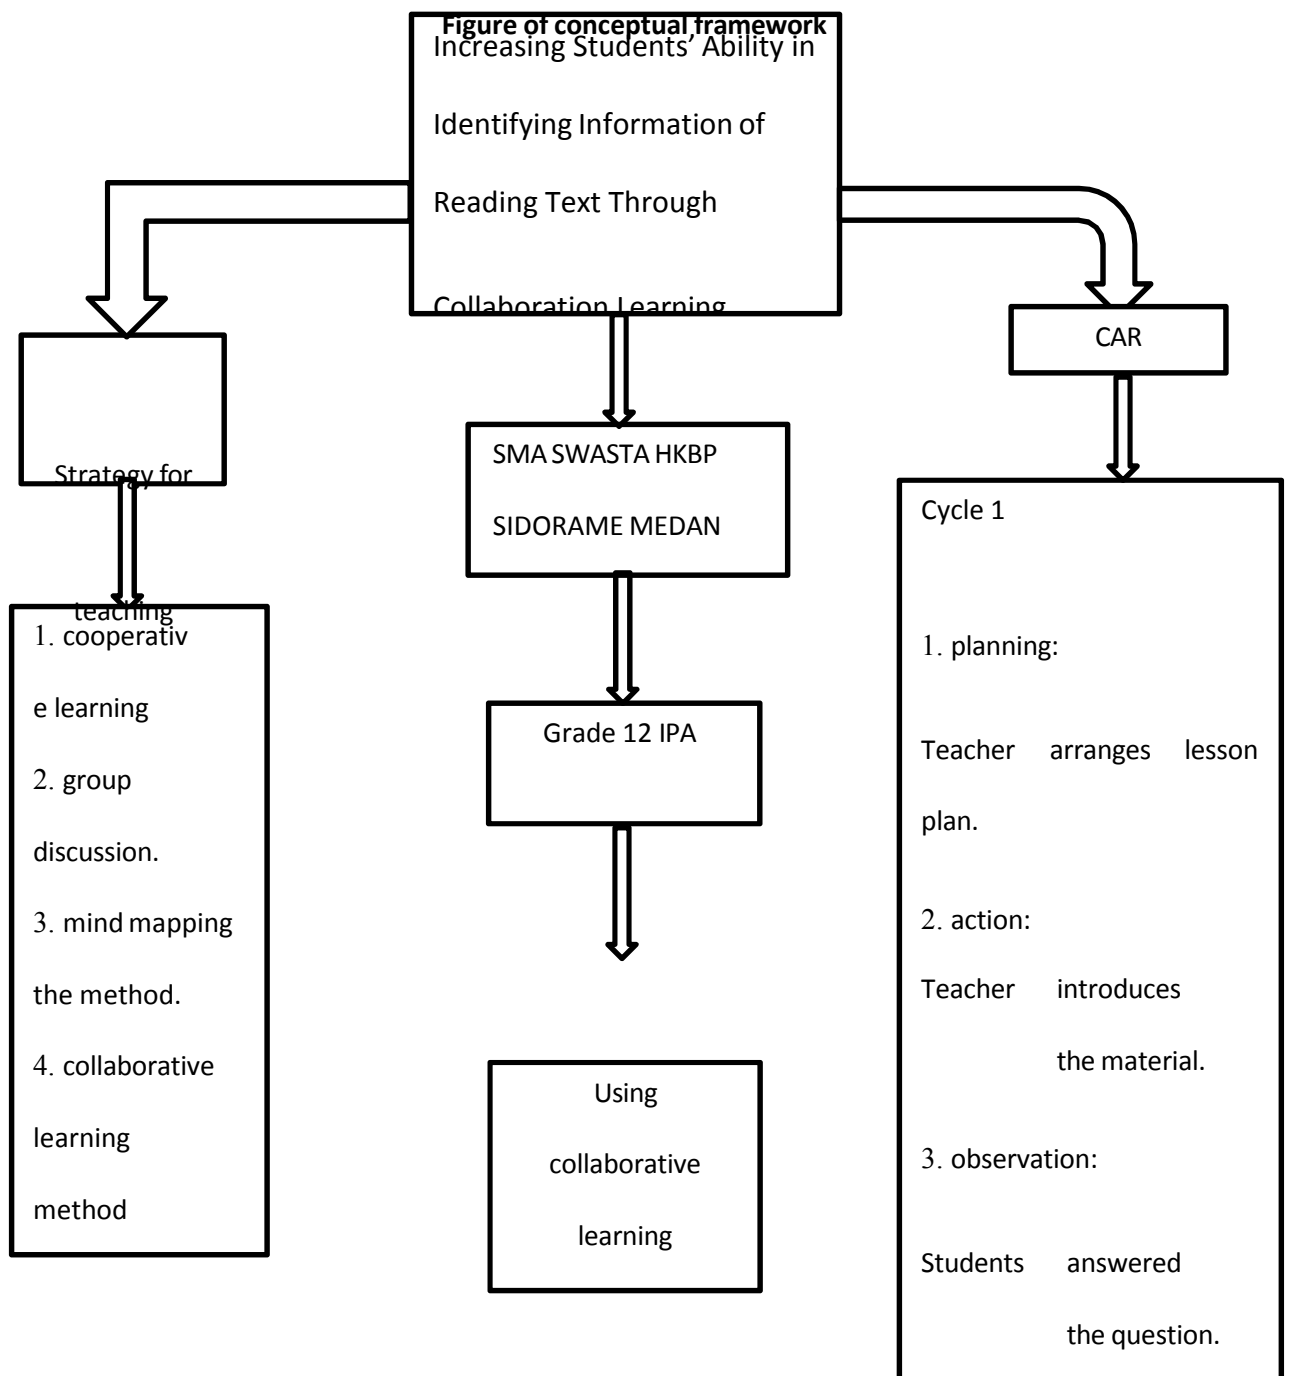 Figure of conceptual framework
Increasing Students’ Ability in
Identifying Information of
Reading Text Through
Collaboration Learning
CAR
Strategy for
teaching
SMA SWASTA HKBP
SIDORAME MEDAN
Cycle 1
1. planning:
Teacher arranges lesson
plan.
2. action:
Teacher introduces
the material.
3. observation:
Students answered
the question.
1. cooperativ
e learning
2. group
discussion.
3. mind mapping
the method.
4. collaborative
learning
method
Grade 12 IPA
Using
collaborative
learning